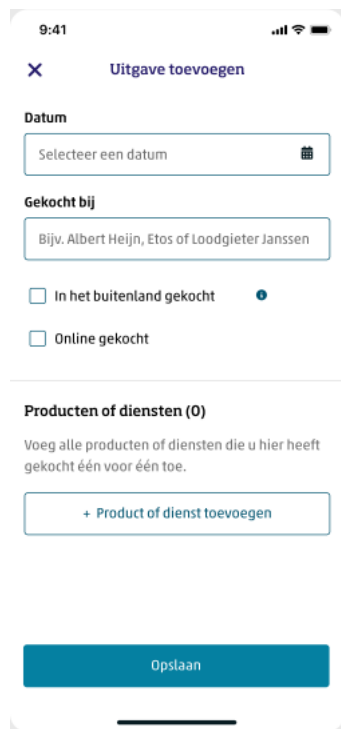 9:41
Uitgave toevoegen
Datum
Selecteer een datum
Gekocht bij
Bijv. Albert Heijn, Etos of Loodgieter Janssen
In het buitenland gekocht
Online gekocht
Producten of diensten (0)
Voeg alle producten of diensten die u hier heeft
gekocht één voor één toe.
+ Product of dienst toevoegen
Opslaan